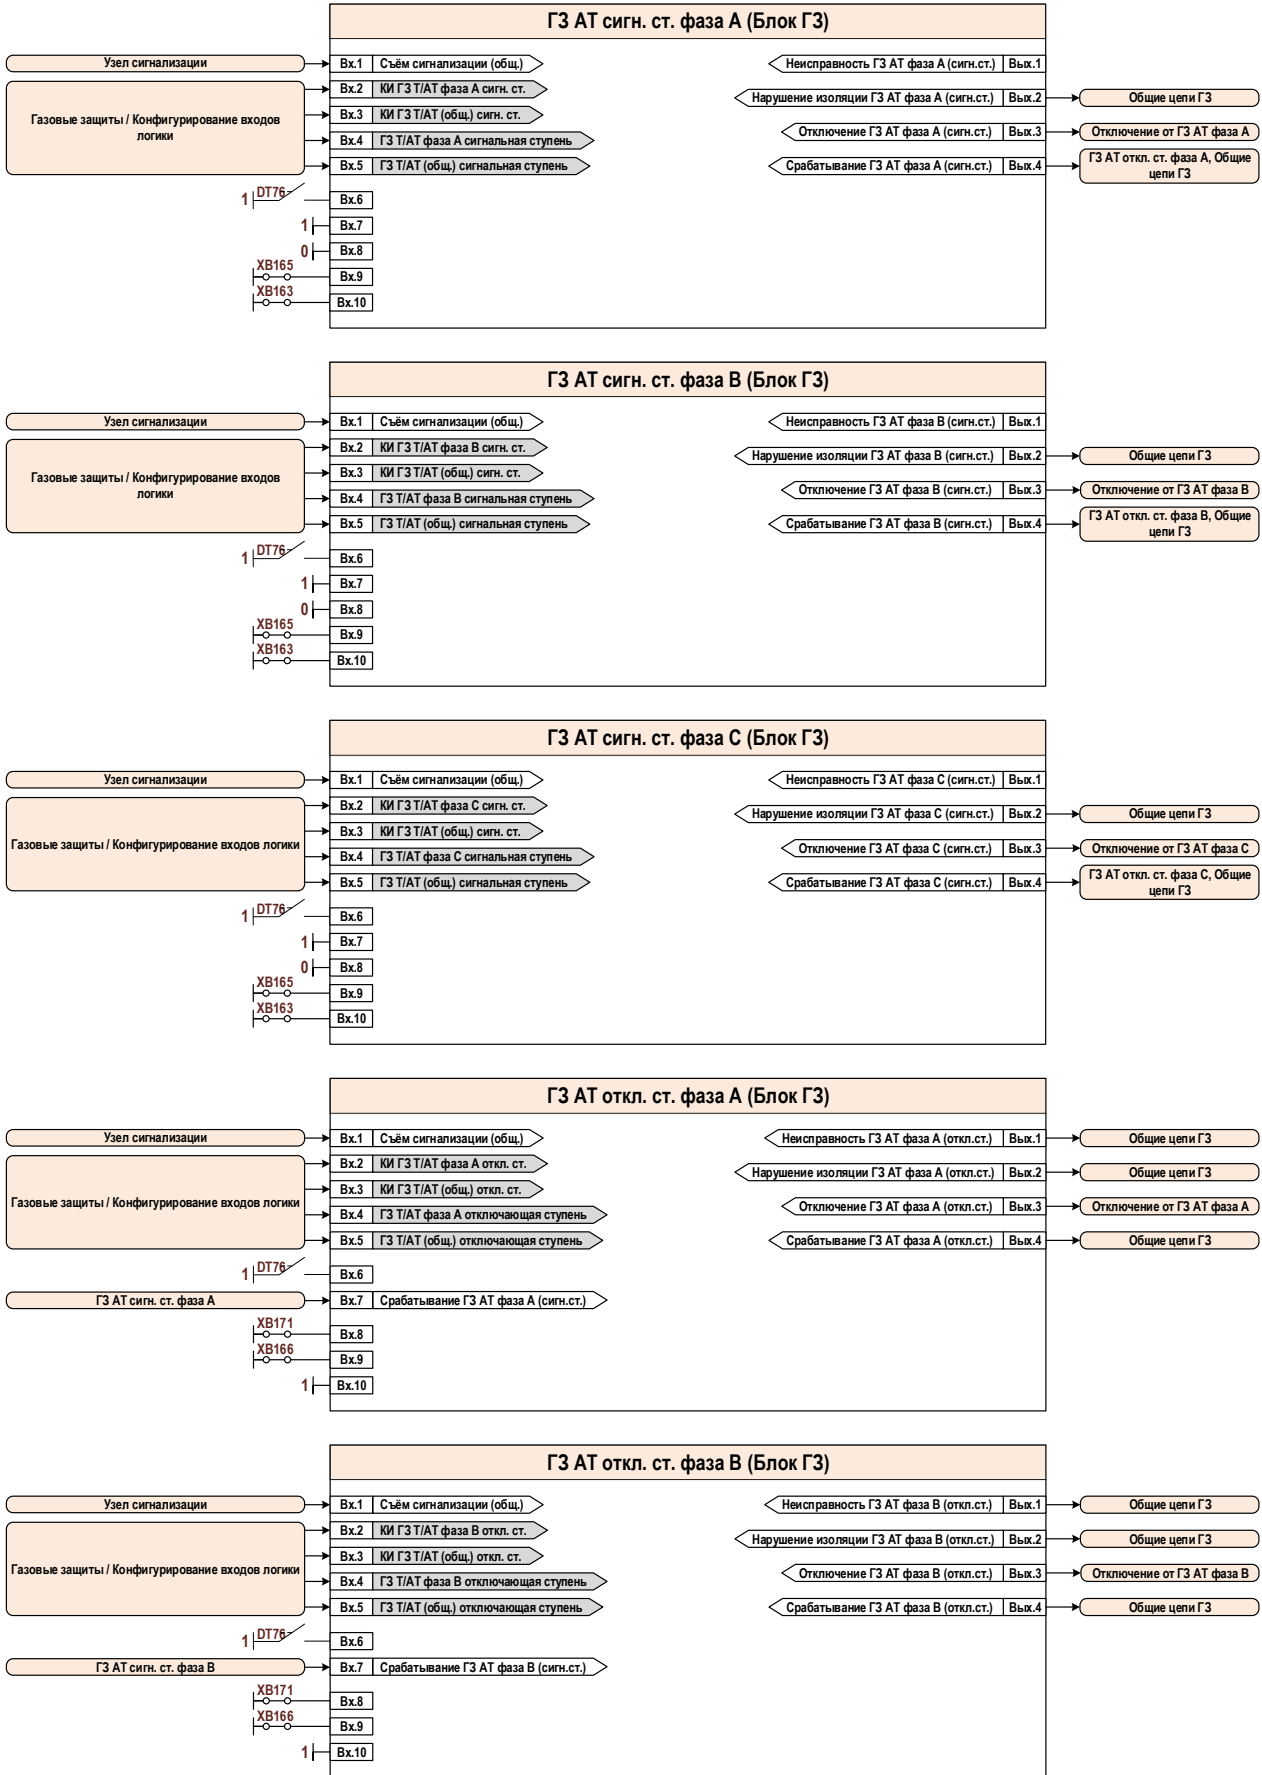 ГЗ АТ сигн. ст. фаза А (Блок ГЗ)
Узел сигнализации
Вх.1 Съём сигнализации (общ.)
Неисправность ГЗ АТ фаза А (сигн.ст.) Вых.1
Газовые защиты / Конфигурирование входов
логики
Вх.2 КИ ГЗ Т/АТ фаза А сигн. ст.
Нарушение изоляции ГЗ АТ фаза А (сигн.ст.) Вых.2
Общие цепи ГЗ
Вх.3 КИ ГЗ Т/АТ (общ.) сигн. ст.
Отключение ГЗ АТ фаза А (сигн.ст.) Вых.3
Отключение от ГЗ АТ фаза А
Вх.4 ГЗ Т/АТ фаза А сигнальная ступень
Вх.5 ГЗ Т/АТ (общ.) сигнальная ступень
Срабатывание ГЗ АТ фаза А (сигн.ст.) Вых.4
ГЗ АТ откл. ст. фаза А, Общие
цепи ГЗ
1 DT76 Вх.6
1 Вх.7
0 Вх.8
XB165 Вх.9
XB163 Вх.10
ГЗ АТ сигн. ст. фаза В (Блок ГЗ)
Узел сигнализации
Вх.1 Съём сигнализации (общ.)
Неисправность ГЗ АТ фаза В (сигн.ст.) Вых.1
Газовые защиты / Конфигурирование входов
логики
Вх.2 КИ ГЗ Т/АТ фаза В сигн. ст.
Нарушение изоляции ГЗ АТ фаза В (сигн.ст.) Вых.2
Общие цепи ГЗ
Вх.3 КИ ГЗ Т/АТ (общ.) сигн. ст.
Отключение ГЗ АТ фаза В (сигн.ст.) Вых.3
Отключение от ГЗ АТ фаза В
Вх.4 ГЗ Т/АТ фаза В сигнальная ступень
Вх.5 ГЗ Т/АТ (общ.) сигнальная ступень
Срабатывание ГЗ АТ фаза В (сигн.ст.) Вых.4
ГЗ АТ откл. ст. фаза В, Общие
цепи ГЗ
1 DT76 Вх.6
1 Вх.7
0 Вх.8
XB165 Вх.9
XB163 Вх.10
ГЗ АТ сигн. ст. фаза С (Блок ГЗ)
Узел сигнализации
Вх.1 Съём сигнализации (общ.)
Неисправность ГЗ АТ фаза С (сигн.ст.) Вых.1
Газовые защиты / Конфигурирование входов логики
Вх.2 КИ ГЗ Т/АТ фаза С сигн. ст.
Нарушение изоляции ГЗ АТ фаза С (сигн.ст.) Вых.2
Общие цепи ГЗ
Вх.3 КИ ГЗ Т/АТ (общ.) сигн. ст.
Отключение ГЗ АТ фаза С (сигн.ст.) Вых.3
Отключение от ГЗ АТ фаза С
Вх.4 ГЗ Т/АТ фаза С сигнальная ступень
Вх.5 ГЗ Т/АТ (общ.) сигнальная ступень
Срабатывание ГЗ АТ фаза С (сигн.ст.) Вых.4
ГЗ АТ откл. ст. фаза С, Общие
цепи ГЗ
1 DT76 Вх.6
1 Вх.7
0 Вх.8
XB165 Вх.9
XB163 Вх.10
ГЗ АТ откл. ст. фаза А (Блок ГЗ)
Узел сигнализации
Вх.1 Съём сигнализации (общ.)
Неисправность ГЗ АТ фаза А (откл.ст.) Вых.1
Общие цепи ГЗ
Газовые защиты / Конфигурирование входов логики
Вх.2 КИ ГЗ Т/АТ фаза А откл. ст.
Нарушение изоляции ГЗ АТ фаза А (откл.ст.) Вых.2
Общие цепи ГЗ
Вх.3 КИ ГЗ Т/АТ (общ.) откл. ст.
Отключение ГЗ АТ фаза А (откл.ст.) Вых.3
Отключение от ГЗ АТ фаза А
Вх.4 ГЗ Т/АТ фаза А отключающая ступень
Вх.5 ГЗ Т/АТ (общ.) отключающая ступень
Срабатывание ГЗ АТ фаза А (откл.ст.) Вых.4
Общие цепи ГЗ
1 DT76 Вх.6
ГЗ АТ сигн. ст. фаза А
Вх.7 Срабатывание ГЗ АТ фаза А (сигн.ст.)
XB171 Вх.8
XB166 Вх.9
1 Вх.10
ГЗ АТ откл. ст. фаза В (Блок ГЗ)
Узел сигнализации
Вх.1 Съём сигнализации (общ.)
Неисправность ГЗ АТ фаза В (откл.ст.) Вых.1
Общие цепи ГЗ
Газовые защиты / Конфигурирование входов логики
Вх.2 КИ ГЗ Т/АТ фаза В откл. ст.
Нарушение изоляции ГЗ АТ фаза В (откл.ст.) Вых.2
Общие цепи ГЗ
Вх.3 КИ ГЗ Т/АТ (общ.) откл. ст.
Отключение ГЗ АТ фаза В (откл.ст.) Вых.3
Отключение от ГЗ АТ фаза В
Вх.4 ГЗ Т/АТ фаза В отключающая ступень
Вх.5 ГЗ Т/АТ (общ.) отключающая ступень
Срабатывание ГЗ АТ фаза В (откл.ст.) Вых.4
Общие цепи ГЗ
1 DT76 Вх.6
ГЗ АТ сигн. ст. фаза В
Вх.7 Срабатывание ГЗ АТ фаза В (сигн.ст.)
XB171 Вх.8
XB166 Вх.9
1 Вх.10